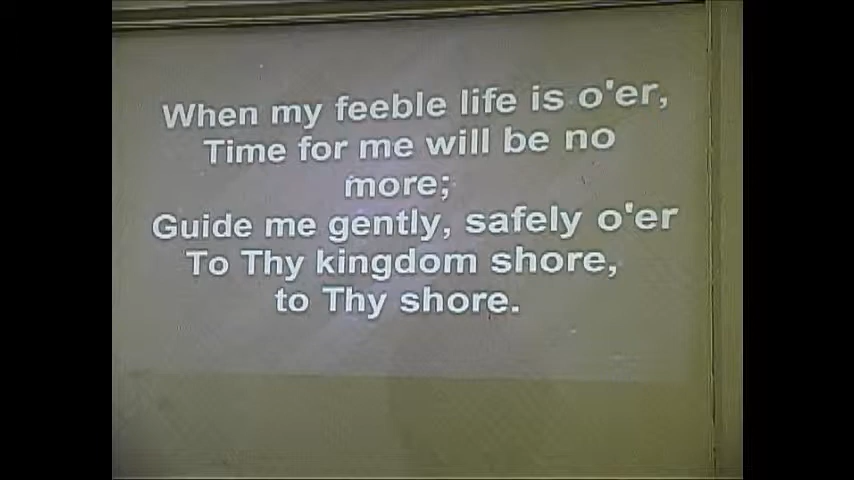 When my feeble life is o'er,
Time for me will be no
more;
Guide me gently, safely o'er
To Thy kingdom shore,
to Thy shore.